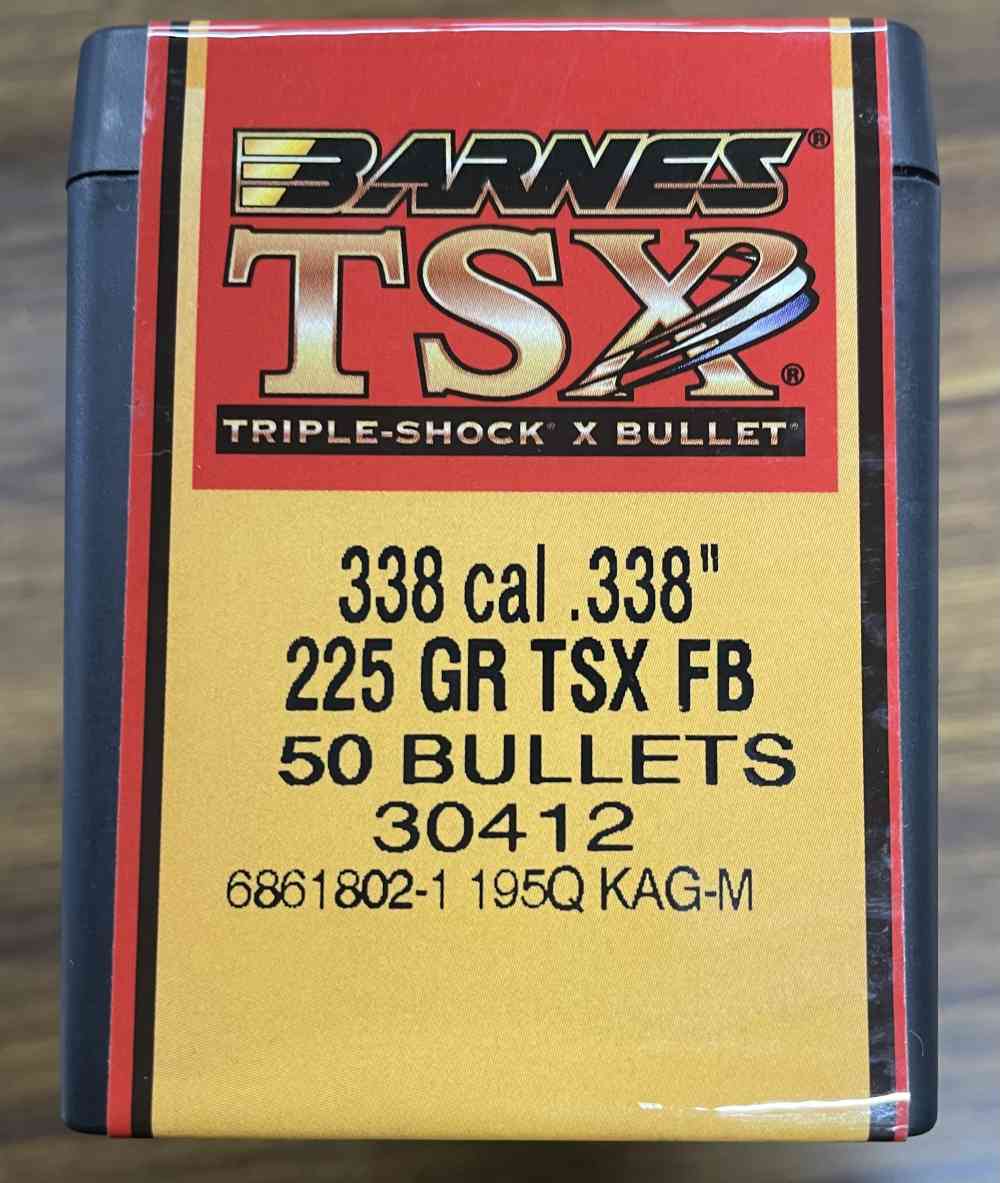 BARNES®
TSX®
TRIPLE-SHOCK® X BULLET®
338 cal .338"
225 GR TSX FB
50 BULLETS
30412
6861802-1 195Q KAG-M